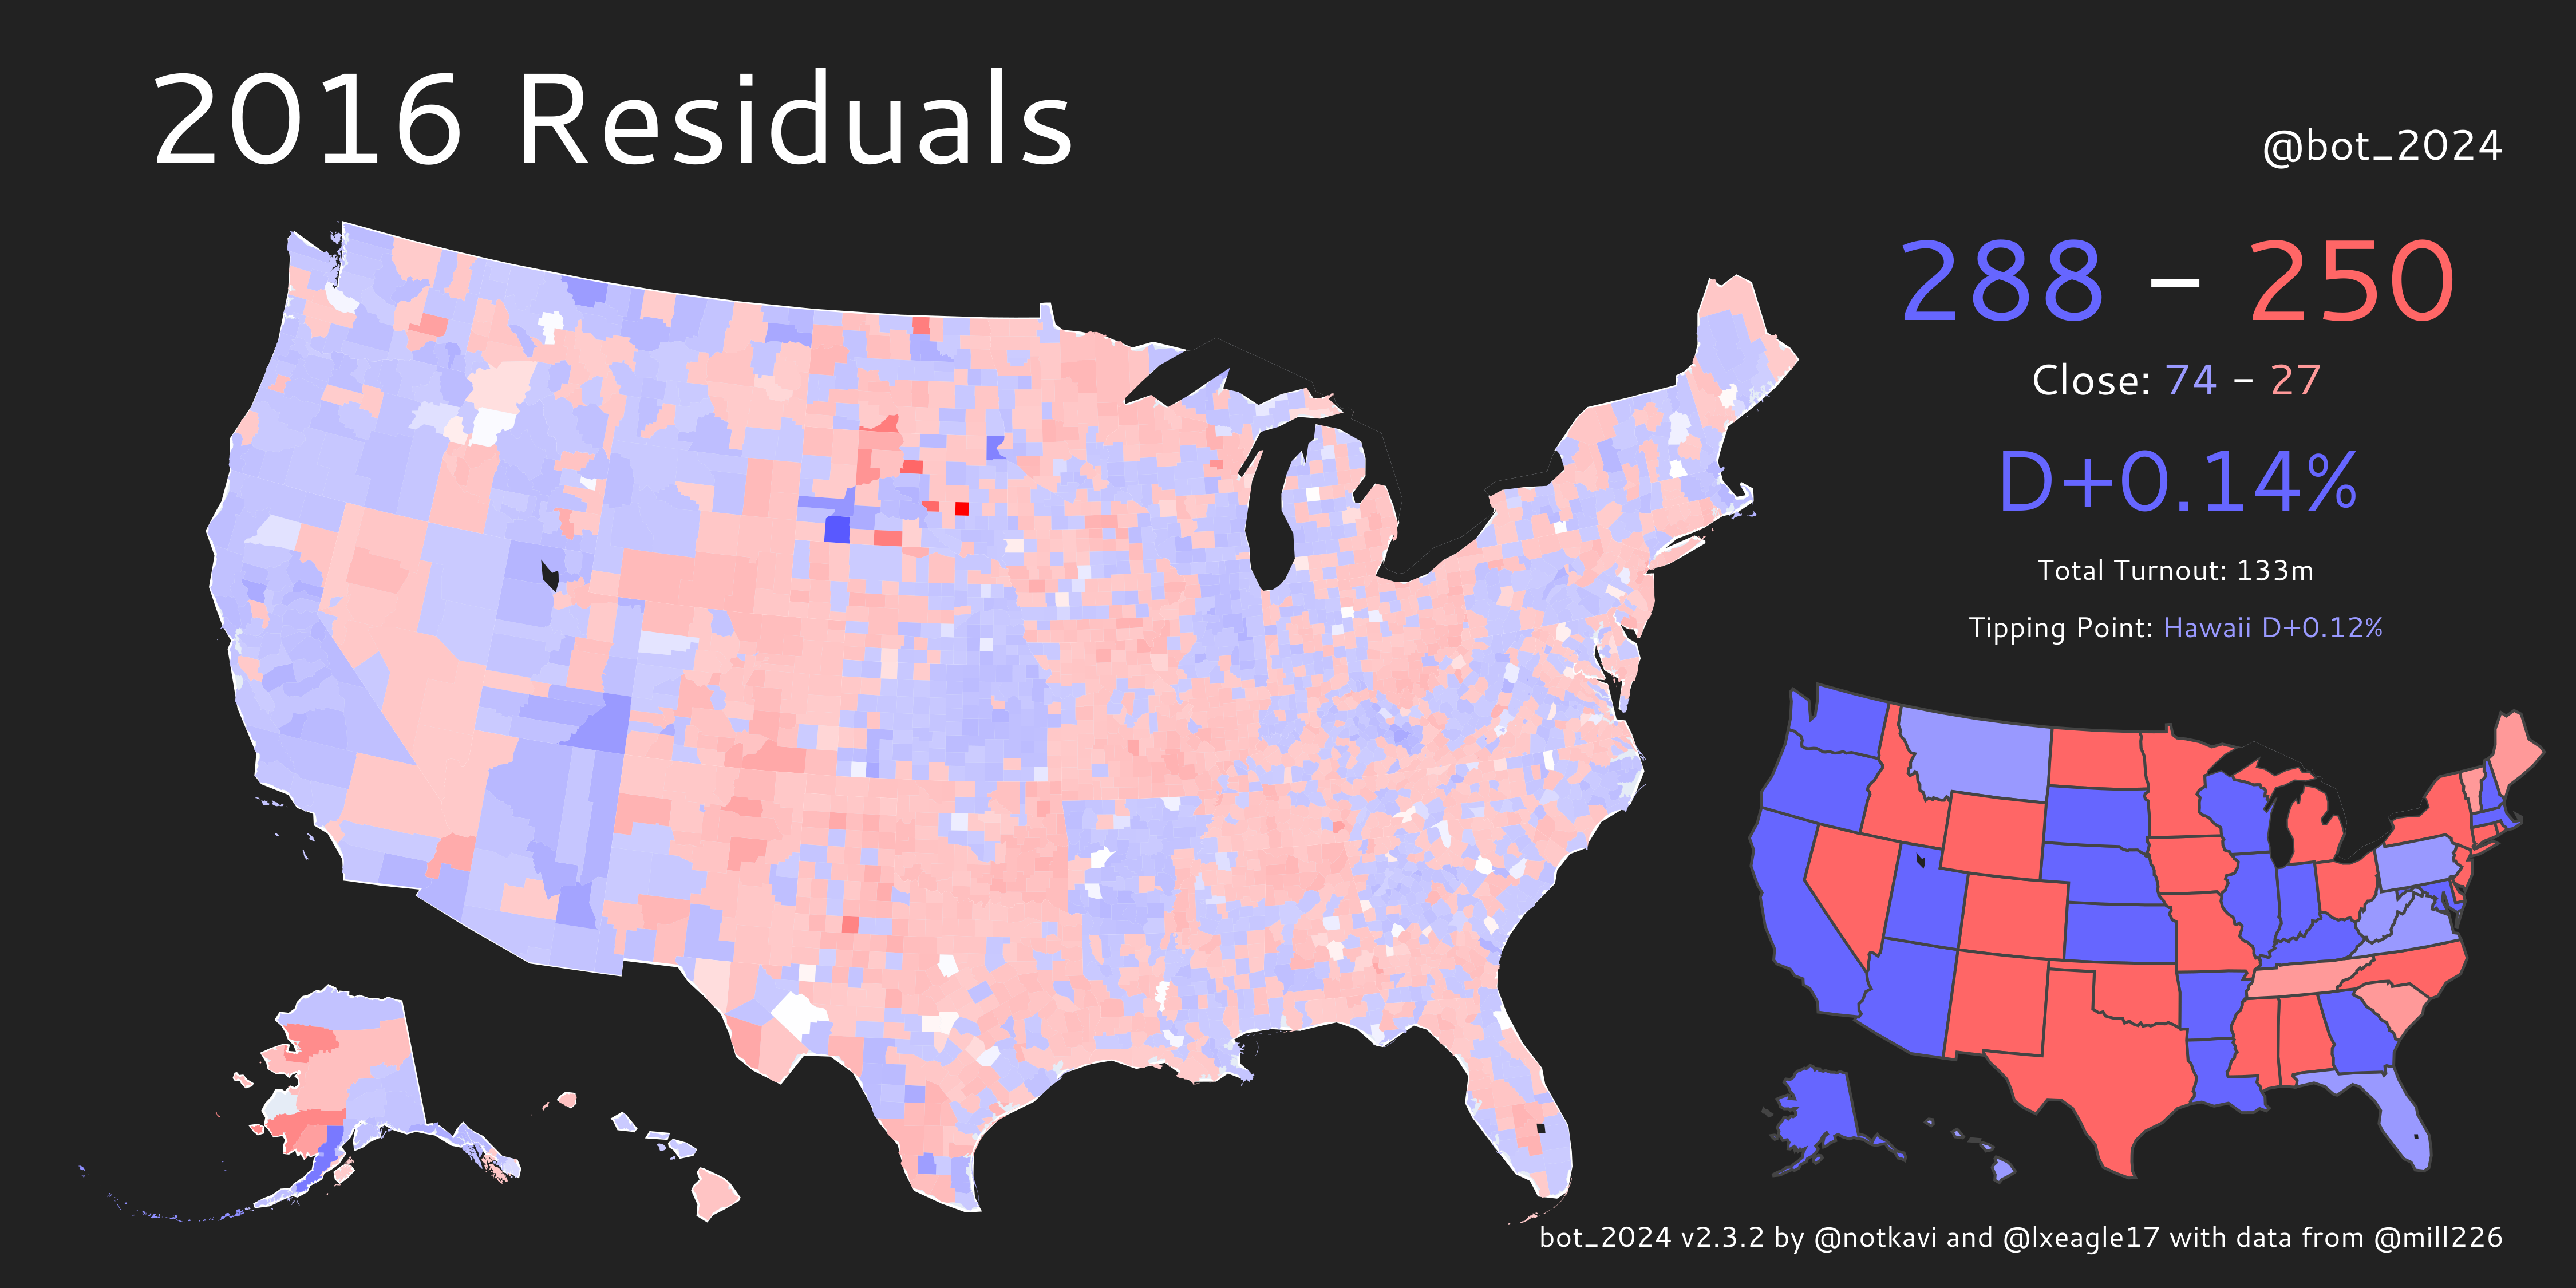 2016 Residuals
@bot_2024
288 – 250
Close: 74 – 27
D+0.14%
Total Turnout: 133m
Tipping Point: Hawaii D+0.12%
bot_2024 v2.3.2 by @notkavi and @lxeagle17 with data from @mill226